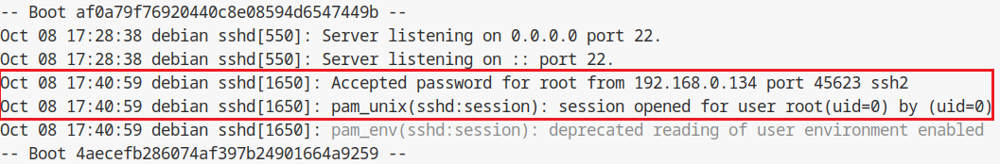 -- Boot af0a79f76920440c8e08594d6547449b --
Oct 08 17:28:38 debian sshd[550]: Server listening on 0.0.0.0 port 22.
Oct 08 17:28:38 debian sshd[550]: Server listening on :: port 22.
Oct 08 17:40:59 debian sshd[1650]: Accepted password for root from 192.168.0.134 port 45623 ssh2
Oct 08 17:40:59 debian sshd[1650]: pam_unix(sshd:session): session opened for user root(uid=0) by (uid=0)
Oct 08 17:40:59 debian sshd[1650]: pam_env(sshd:session): deprecated reading of user environment enabled
-- Boot 4aecefb286074af397b24901664a9259 --